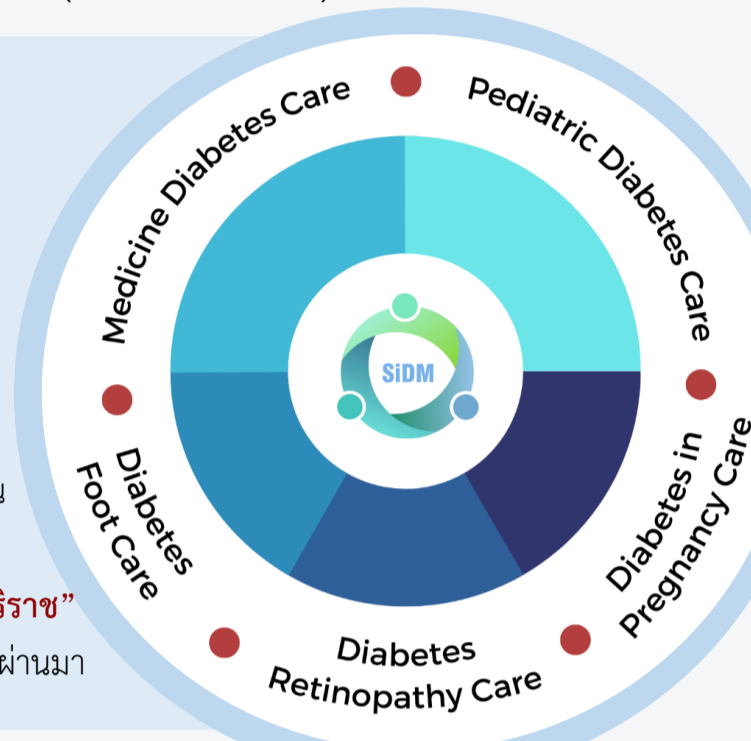 Medicine Diabetes Care
Pediatric Diabetes Care
SiDM
Diabetes
Foot Care
Diabetes in
Pregnancy Care
Diabetes
Retinopathy Care
ผ่านมา